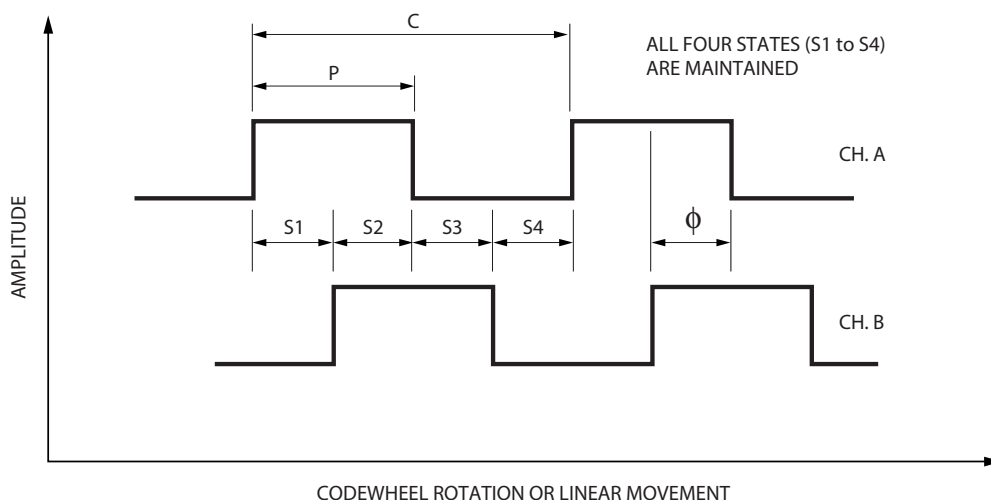 C
ALL FOUR STATES (S1 to S4)
ARE MAINTAINED
P
CH. A
AMPLITUDE
S1 S2 S3 S4 ϕ
CH. B
CODEWHEEL ROTATION OR LINEAR MOVEMENT